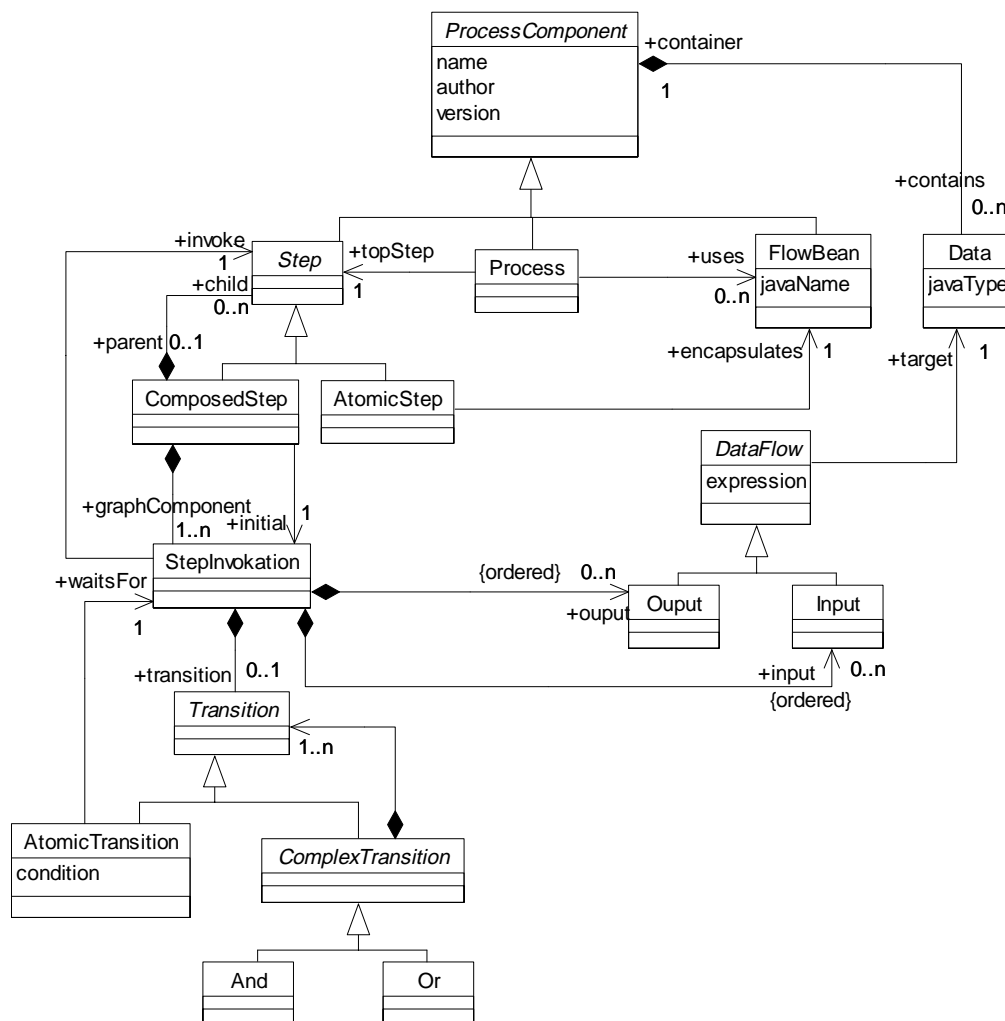 ProcessComponent
+container
name
author
version
1
+contains
0..n
+invoke
1
Step
+topStep
1
Process
+uses
0..n
FlowBean
javaName
Data
javaType
+child
0..n
+parent
0..1
+encapsulates
1
+target
1
ComposedStep
AtomicStep
DataFlow
expression
+graphComponent
1..n
+initial
1
StepInvokation
+waitsFor
1
{ordered}
0..n
+ouput
Ouput
Input
+transition
0..1
+input
0..n
{ordered}
Transition
1..n
AtomicTransition
condition
ComplexTransition
And
Or